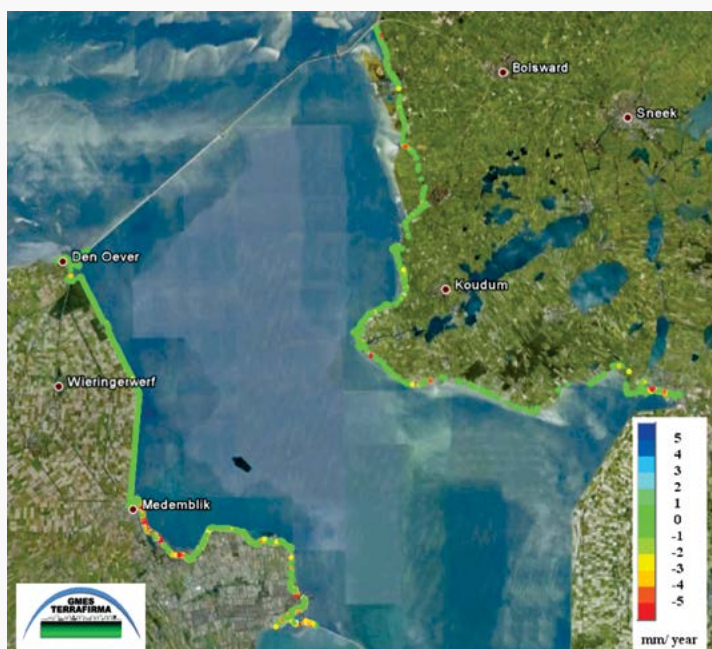 Bolsward
Sneek
Den Oever
Koudum
Wieringerwerf
Medemblik
5
4
3
2
1
0
-1
-2
-3
-4
-5
mm/ year
GMES
TERRAFIRMA